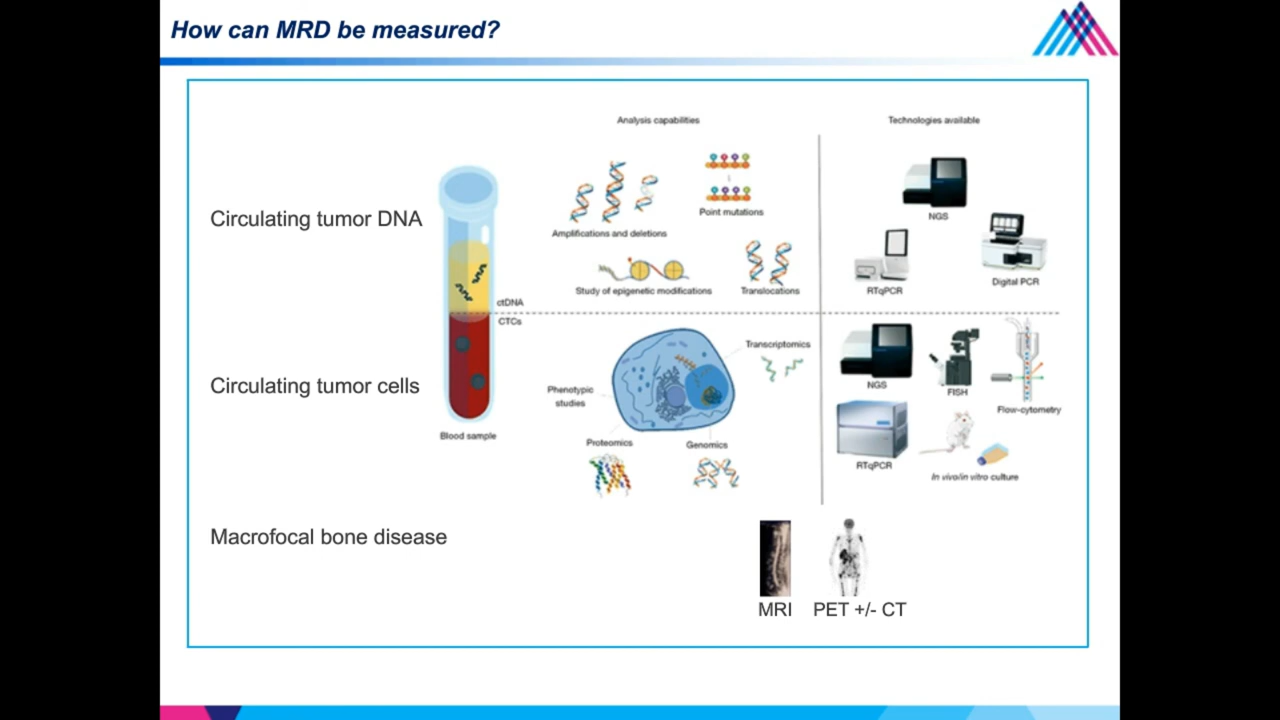 How can MRD be measured?
Analysis capabilities
Technologies available
Circulating tumor DNA
Point mutations
NGS
Amplifications and deletions
Digital PCR
Study of epigenetic modifications
Translocations
RTqPCR
ctDNA
CTCs
Circulating tumor cells
Transcriptomics
NGS
FISH
Phenotypic
studies
Flow-cytometry
Blood sample
Proteomics
Genomics
RTqPCR
In vivo/in vitro culture
Macrofocal bone disease
MRI
PET +/- CT